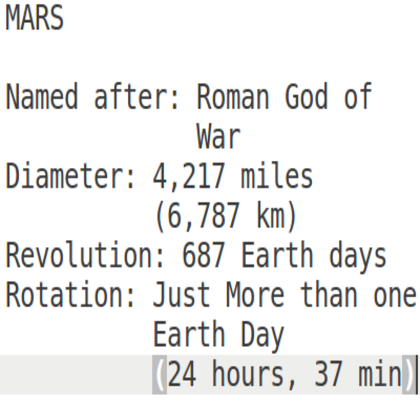 MARS
Named after: Roman God of
War
Diameter: 4,217 miles
(6,787 km)
Revolution: 687 Earth days
Rotation: Just More than one
Earth Day
(24 hours, 37 min)